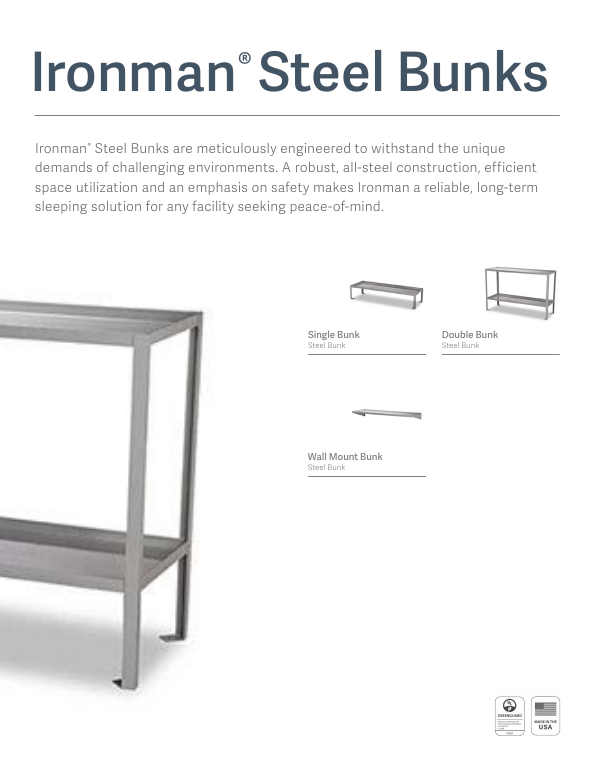 Ironman® Steel Bunks
Ironman® Steel Bunks are meticulously engineered to withstand the unique
demands of challenging environments. A robust, all-steel construction, efficient
space utilization and an emphasis on safety makes Ironman a reliable, long-term
sleeping solution for any facility seeking peace-of-mind.
Single Bunk
Steel Bunk
Double Bunk
Steel Bunk
Wall Mount Bunk
Steel Bunk
GREENGUARD
MADE IN THE
USA